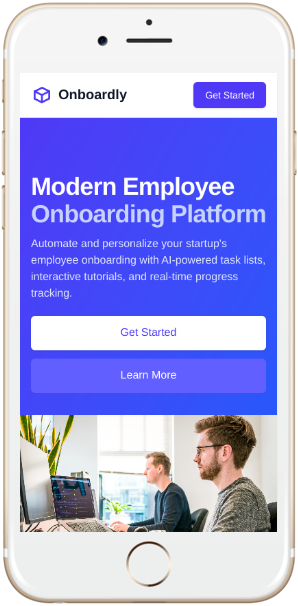 Onboardly
Get Started
Modern Employee
Onboarding Platform
Automate and personalize your startup's
employee onboarding with AI-powered task lists,
interactive tutorials, and real-time progress
tracking.
Get Started
Learn More